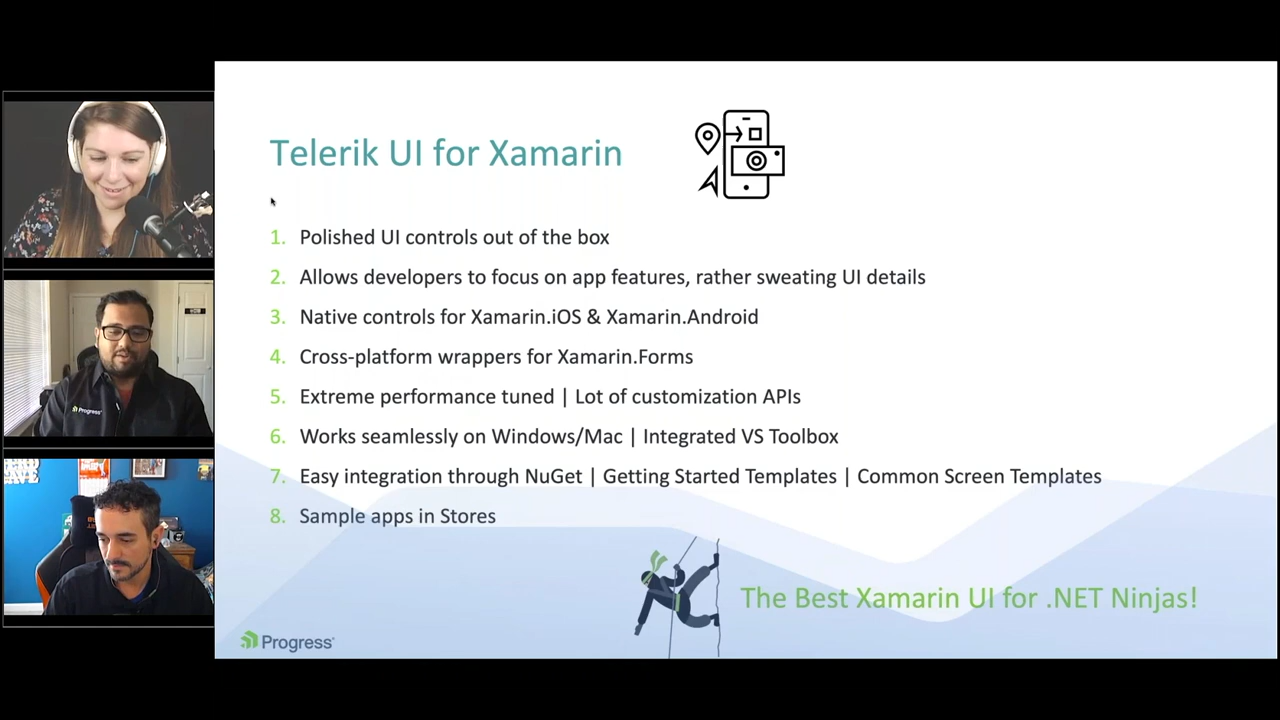 Telerik UI for Xamarin
1. Polished UI controls out of the box
2. Allows developers to focus on app features, rather sweating UI details
3. Native controls for Xamarin.iOS & Xamarin.Android
4. Cross-platform wrappers for Xamarin.Forms
5. Extreme performance tuned | Lot of customization APIs
6. Works seamlessly on Windows/Mac | Integrated VS Toolbox
7. Easy integration through NuGet | Getting Started Templates | Common Screen Templates
8. Sample apps in Stores
The Best Xamarin UI for .NET Ninjas!
Progress
Progress